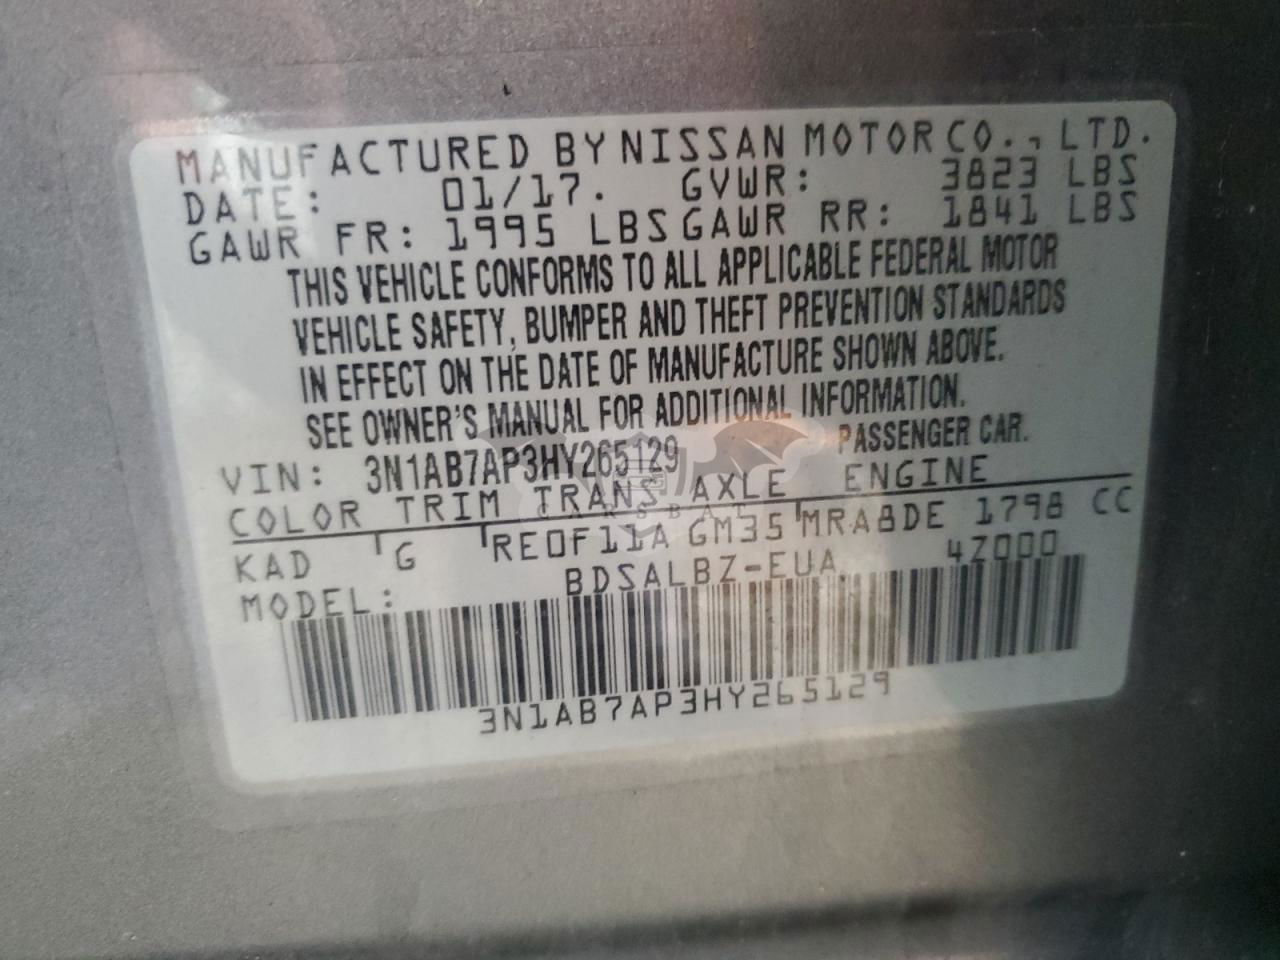 MANUFACTURED BY NISSAN MOTOR CO., LTD.
DATE: 01/17. GVWR: 3823 LBS
GAWR FR: 1995 LBS GAWR RR: 1841 LBS
THIS VEHICLE CONFORMS TO ALL APPLICABLE FEDERAL MOTOR
VEHICLE SAFETY, BUMPER AND THEFT PREVENTION STANDARDS
IN EFFECT ON THE DATE OF MANUFACTURE SHOWN ABOVE.
SEE OWNER'S MANUAL FOR ADDITIONAL INFORMATION.
PASSENGER CAR.
VIN: 3N1AB7AP3HY265129
COLOR TRIM TRANS AXLE ENGINE
KAD G RE0F11A GM35 MRA8DE 1798 CC
MODEL: BDSALBZ-EUA 4Z000
3N1AB7AP3HY265129
CARSBAT